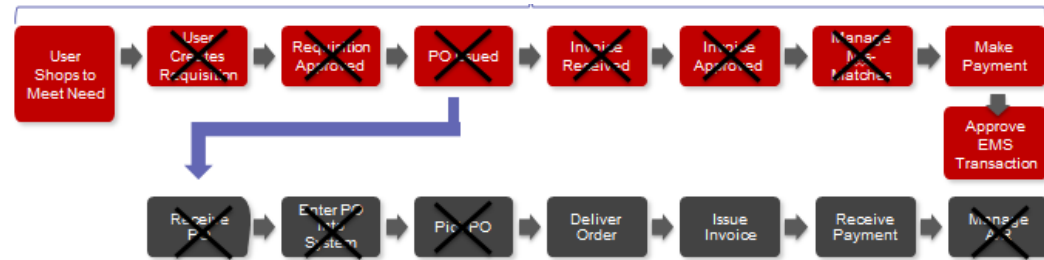 User
Shops to
Meet Need
User
Creates
Requisition
Requisition
Approved
PO Issued
Invoice
Received
Invoice
Approved
Manage
Mis-
Matches
Make
Payment
Approve
EMS
Transaction
Receive
PO
Enter PO
into
System
Pick PO
Deliver
Order
Issue
Invoice
Receive
Payment
Manage
A/R